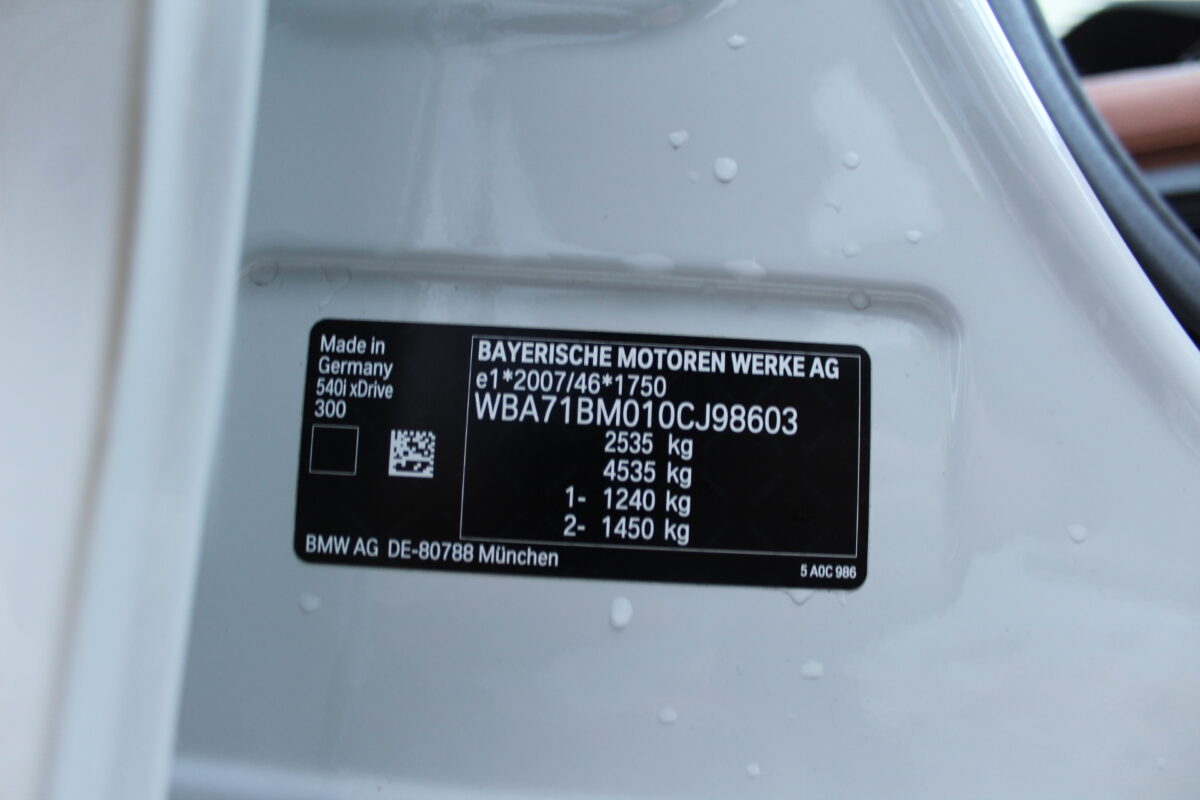 Made in
Germany
540i xDrive
300
BAYERISCHE MOTOREN WERKE AG
e1*2007/46*1750
WBA71BM010CJ98603
2535 kg
4535 kg
1- 1240 kg
2- 1450 kg
BMW AG DE-80788 München
5 A0C 986